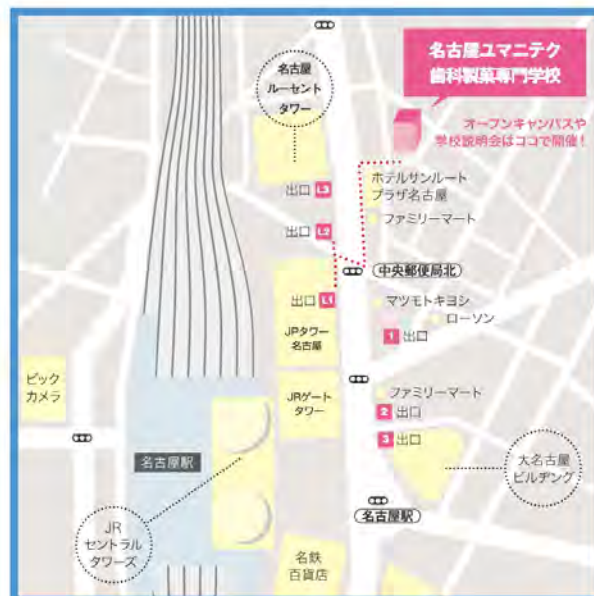 名古屋ユマニテク
歯科製菓専門学校
オープンキャンパスや
学校説明会はココで開催!
名古屋
ルーセント
タワー
ホテルサンルート
プラザ名古屋
出口 L3
ファミリーマート
出口 L2
中央郵便局北
出口 L1
マツモトキヨシ
ローソン
1 出口
JPタワー
名古屋
ビック
カメラ
JRゲート
タワー
ファミリーマート
2 出口
3 出口
名古屋駅
大名古屋
ビルヂング
名古屋駅
JR
セントラル
タワーズ
名鉄
百貨店